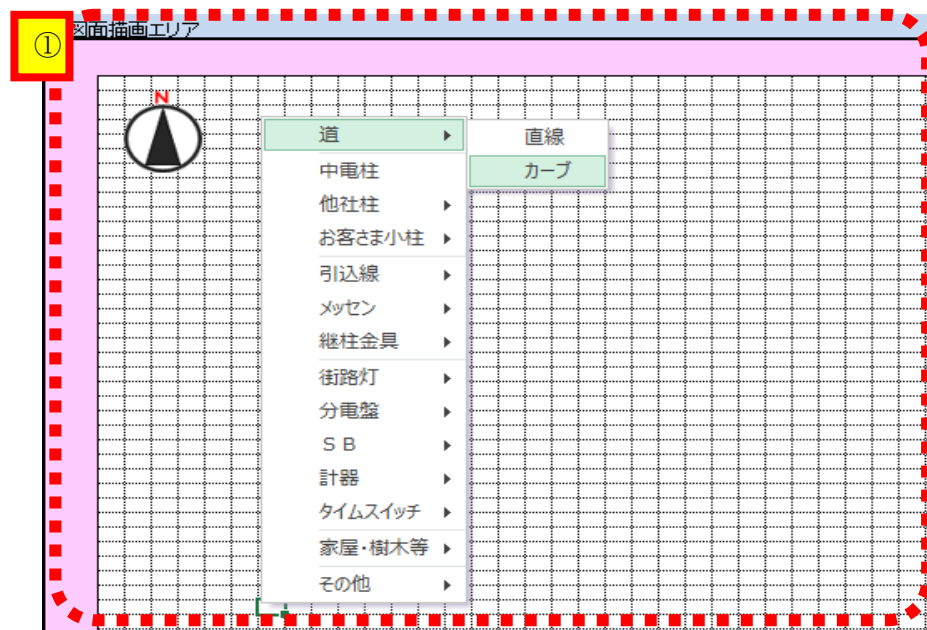 ①
図面描画エリア
N
道
直線
カーブ
中電柱
他社柱
お客さま小柱
引込線
メッセン
継柱金具
街路灯
分電盤
ＳＢ
計器
タイムスイッチ
家屋・樹木等
その他